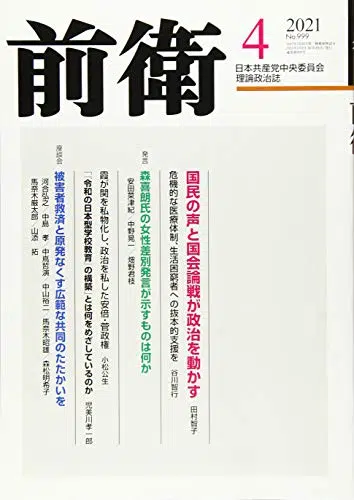 前衛
4
2021
No.999
日本共産党中央委員会
理論政治誌
国民の声と国会論戦が政治を動かす
田村智子
危機的な医療体制、生活困窮者への抜本的支援を
谷川智行
発言
森喜朗氏の女性差別発言が示すものは何か
安田菜津紀／中野晃一／畑野君枝
霞が関を私物化し、政治を私した安倍・菅政権
小松公生
「『令和の日本型学校教育』の構築」とは何をめざしているのか
児美川孝一郎
座談会
被害者救済と原発なくす広範な共同のたたかいを
河合弘之／中島 孝／中嶌哲演／中山裕二／馬奈木昭雄／森松明希子
馬奈木厳太郎／山添 拓
前衛